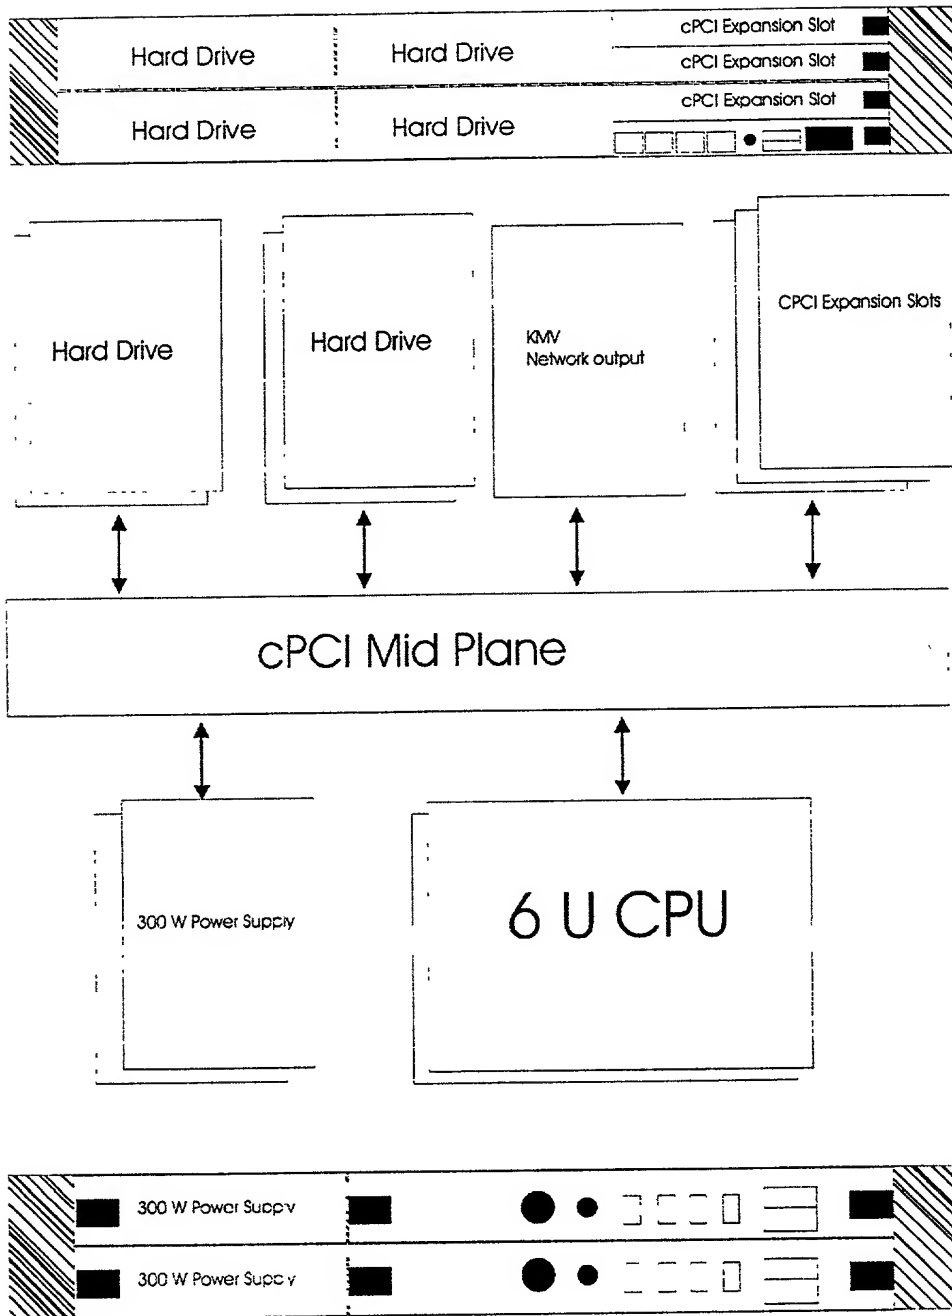 Hard Drive
Hard Drive
cPCI Expansion Slot
cPCI Expansion Slot
Hard Drive
Hard Drive
cPCI Expansion Slot
Hard Drive
Hard Drive
KMV
Network output
CPCI Expansion Slots
cPCI Mid Plane
300 W Power Supply
6 U CPU
300 W Power Supply
300 W Power Supply